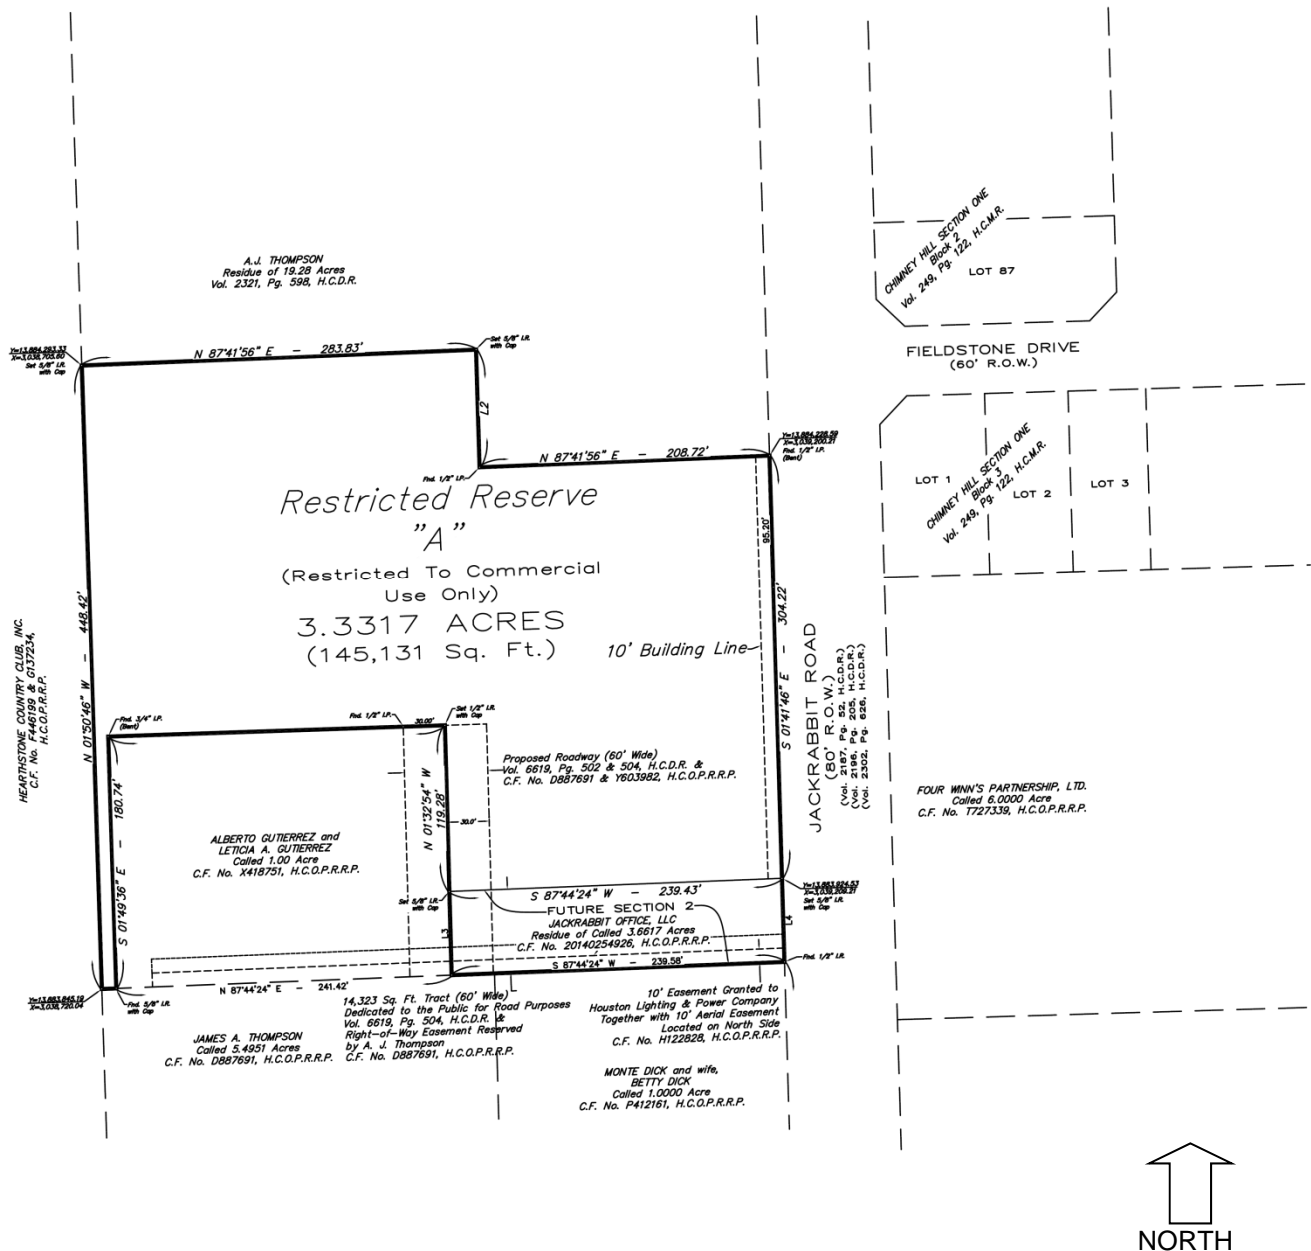 A.J. THOMPSON
Residue of 19.28 Acres
Vol. 2321, Pg. 598, H.C.D.R.
CHIMNEY HILL SECTION ONE
Block 2
Vol. 249, Pg. 122, H.C.M.R.
LOT 87
FIELDSTONE DRIVE
(60' R.O.W.)
Set 5/8" I.R.
with Cap
N 87°41'56" E - 283.83'
Set 5/8" I.R.
with Cap
L2
N 87°41'56" E - 208.72'
Fnd. 1/2" I.P.
Fnd. 1/2" I.P.
(Bent)
LOT 1
CHIMNEY HILL SECTION ONE
Block 3
Vol. 249, Pg. 122, H.C.M.R.
LOT 2
LOT 3
Restricted Reserve
"A"
(Restricted To Commercial
Use Only)
3.3317 ACRES
(145,131 Sq. Ft.)
10' Building Line
95.20'
S 01°41'46" E - 304.22'
JACKRABBIT ROAD
(80' R.O.W.)
(Vol. 2187, Pg. 52, H.C.D.R.)
(Vol. 2196, Pg. 205, H.C.D.R.)
(Vol. 2302, Pg. 626, H.C.D.R.)
HEARTHSTONE COUNTRY CLUB, INC.
C.F. No. F446199 & G137234,
H.C.O.P.R.R.P.
N 01°50'46" W - 448.42'
Fnd. 3/4" I.P.
(Bent)
Fnd. 1/2" I.P.
30.00'
Set 1/2" I.R.
with Cap
S 01°49'36" E - 180.74'
N 01°32'54" W
119.28'
30.0'
Proposed Roadway (60' Wide)
Vol. 6619, Pg. 502 & 504, H.C.D.R. &
C.F. No. D887691 & Y603982, H.C.O.P.R.R.P.
FOUR WINN'S PARTNERSHIP, LTD.
Called 6.0000 Acre
C.F. No. T727339, H.C.O.P.R.R.P.
ALBERTO GUTIERREZ and
LETICIA A. GUTIERREZ
Called 1.00 Acre
C.F. No. X418751, H.C.O.P.R.R.P.
Set 5/8" I.R.
with Cap
S 87°44'24" W - 239.43'
Set 5/8" I.R.
with Cap
FUTURE SECTION 2
JACKRABBIT OFFICE, LLC
Residue of Called 3.6617 Acres
C.F. No. 20140254926, H.C.O.P.R.R.P.
L3
L4
S 87°44'24" W - 239.58'
Fnd. 1/2" I.R.
N 87°44'24" E - 241.42'
Fnd. 5/8" I.R.
with Cap
JAMES A. THOMPSON
Called 5.4951 Acres
C.F. No. D887691, H.C.O.P.R.R.P.
14,323 Sq. Ft. Tract (60' Wide)
Dedicated to the Public for Road Purposes
Vol. 6619, Pg. 504, H.C.D.R. &
Right-of-Way Easement Reserved
by A. J. Thompson
C.F. No. D887691, H.C.O.P.R.R.P.
10' Easement Granted to
Houston Lighting & Power Company
Together with 10' Aerial Easement
Located on North Side
C.F. No. H122828, H.C.O.P.R.R.P.
MONTE DICK and wife,
BETTY DICK
Called 1.0000 Acre
C.F. No. P412161, H.C.O.P.R.R.P.
NORTH